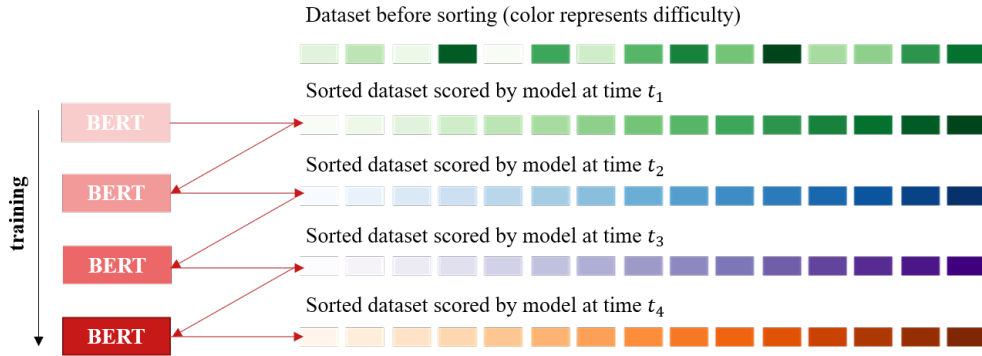 Dataset before sorting (color represents difficulty)
Sorted dataset scored by model at time t₁
BERT
Sorted dataset scored by model at time t₂
BERT
training
Sorted dataset scored by model at time t₃
BERT
Sorted dataset scored by model at time t₄
BERT